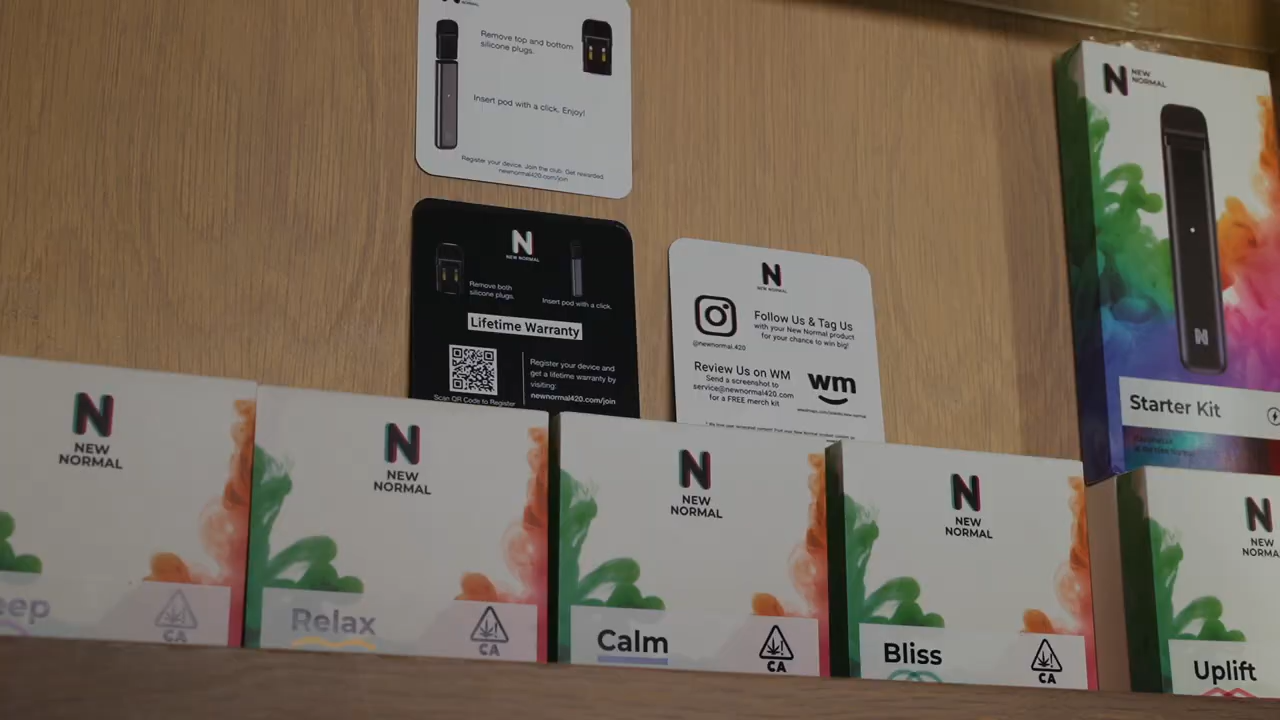 Remove top and bottom
silicone plugs.
Insert pod with a click. Enjoy!
Register your device. Join the club. Get rewarded.
newnormal420.com/join
N
NEW NORMAL
Remove both
silicone plugs.
Insert pod with a click.
Lifetime Warranty
Register your device and
get a lifetime warranty by
visiting:
newnormal420.com/join
Scan QR Code to Register
N
NEW NORMAL
@newnormal.420
Follow Us & Tag Us
with your New Normal product
for your chance to win big!
Review Us on WM
Send a screenshot to
service@newnormal420.com
for a FREE merch kit
wm
N
NEW
NORMAL
N
Starter Kit
N
NEW
NORMAL
eep
CA
N
NEW
NORMAL
Relax
CA
N
NEW
NORMAL
Calm
CA
N
NEW
NORMAL
Bliss
CA
N
NEW
NORMA
Uplift